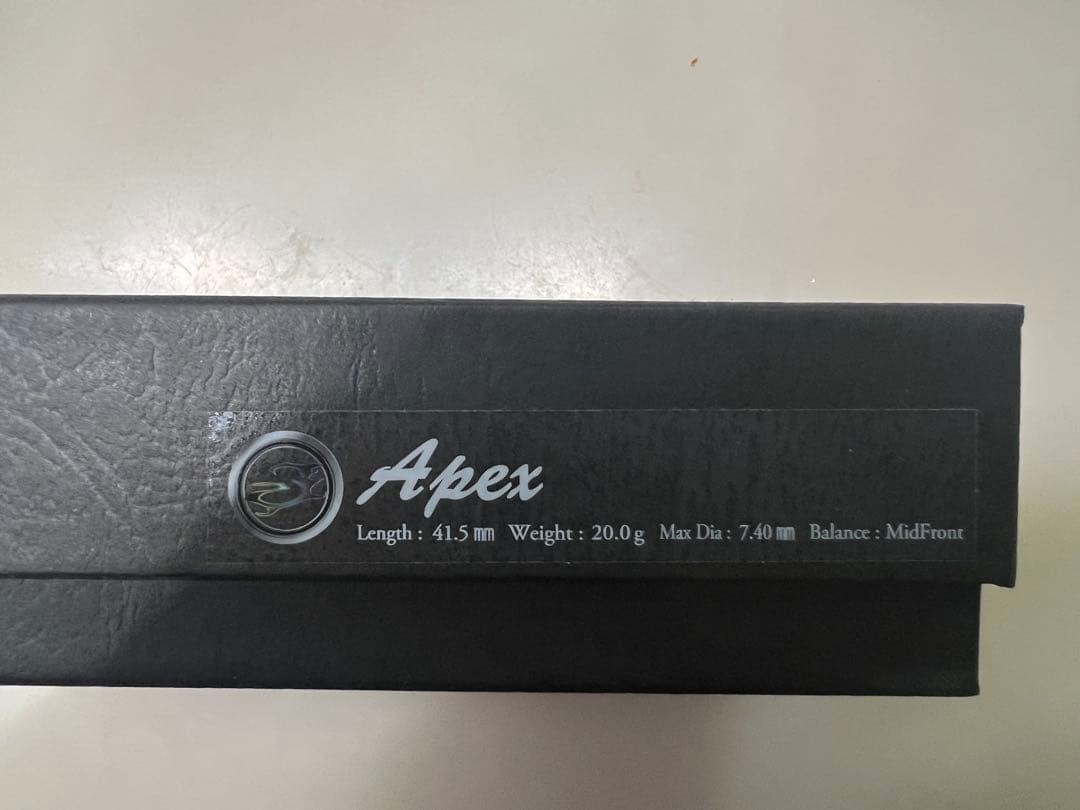 Apex
Length : 41.5 ㎜ Weight : 20.0 g Max Dia : 7.40 ㎜ Balance : MidFront